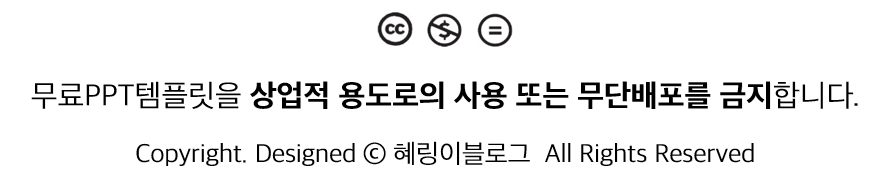 cc $ =
무료PPT템플릿을 상업적 용도로의 사용 또는 무단배포를 금지합니다.
Copyright. Designed ⓒ 혜링이블로그 All Rights Reserved